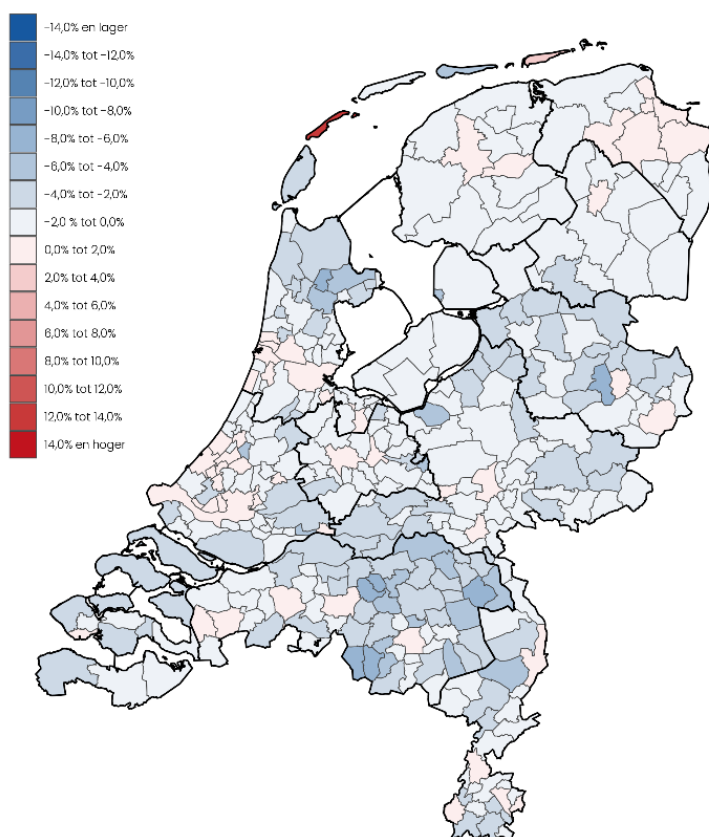 -14,0% en lager
-14,0% tot -12,0%
-12,0% tot -10,0%
-10,0% tot -8,0%
-8,0% tot -6,0%
-6,0% tot -4,0%
-4,0% tot -2,0%
-2,0 % tot 0,0%
0,0% tot 2,0%
2,0% tot 4,0%
4,0% tot 6,0%
6,0% tot 8,0%
8,0% tot 10,0%
10,0% tot 12,0%
12,0% tot 14,0%
14,0% en hoger